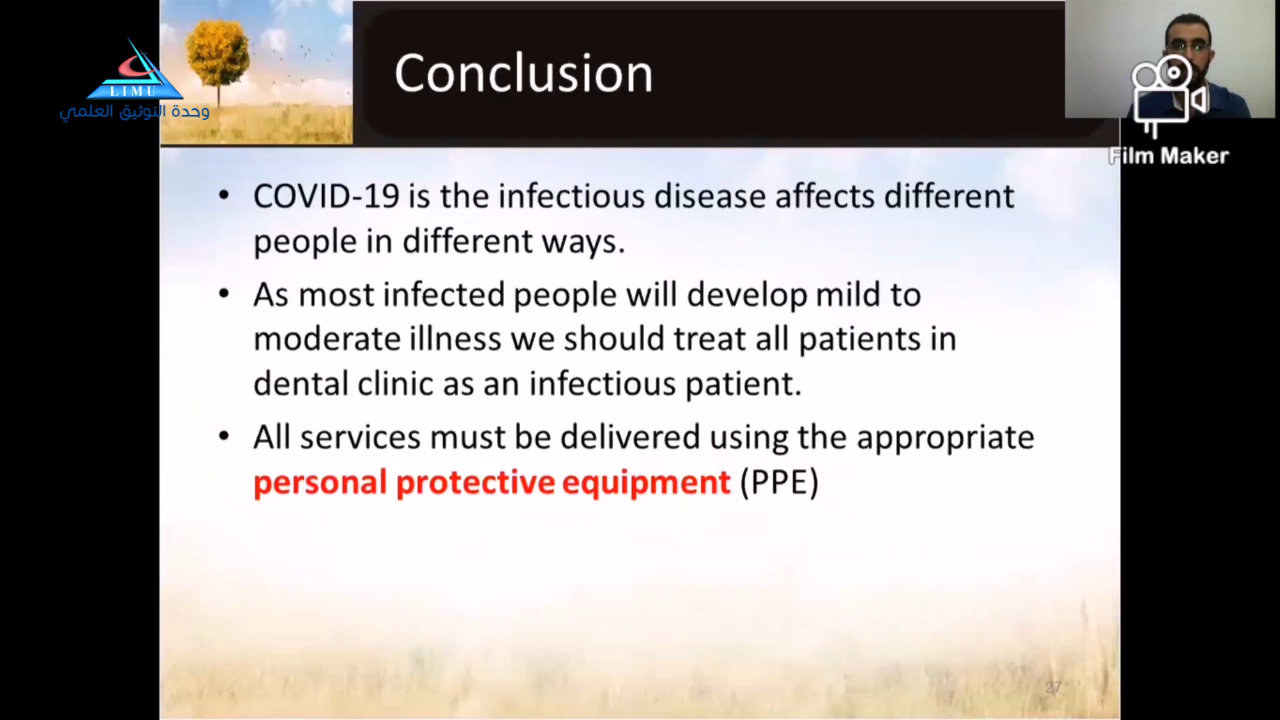 Conclusion
LIMU
وحدة التوثيق العلمي
Film Maker
• COVID-19 is the infectious disease affects different
people in different ways.
• As most infected people will develop mild to
moderate illness we should treat all patients in
dental clinic as an infectious patient.
• All services must be delivered using the appropriate
personal protective equipment (PPE)
27